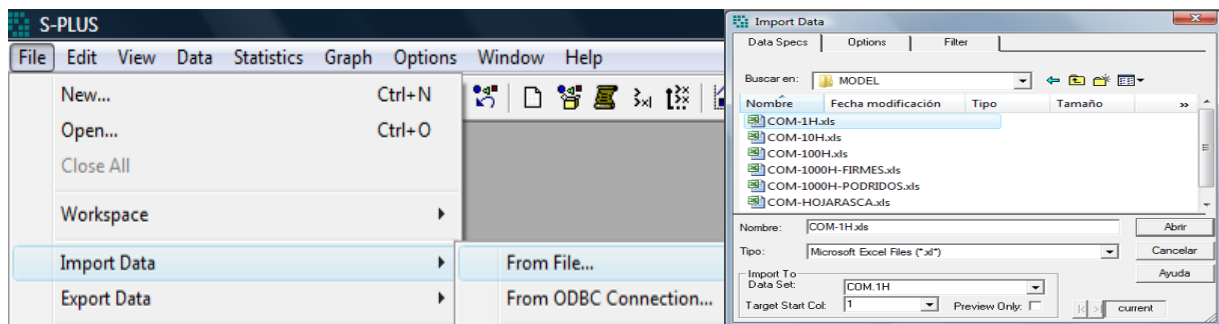 S-PLUS
File Edit View Data Statistics Graph Options Window Help
New... Ctrl+N
Open... Ctrl+O
Close All
Workspace
Import Data
Export Data
From File...
From ODBC Connection...
Import Data
Data Specs Options Filter
Buscar en: MODEL
Nombre Fecha modificación Tipo Tamaño »
COM-1H.xls
COM-10H.xls
COM-100H.xls
COM-1000H-FIRMES.xls
COM-1000H-PODRIDOS.xls
COM-HOJARASCA.xls
Nombre: COM-1H.xls Abrir
Tipo: Microsoft Excel Files (*.xl*) Cancelar
Import To Ayuda
Data Set: COM.1H
Target Start Col: 1 Preview Only: current